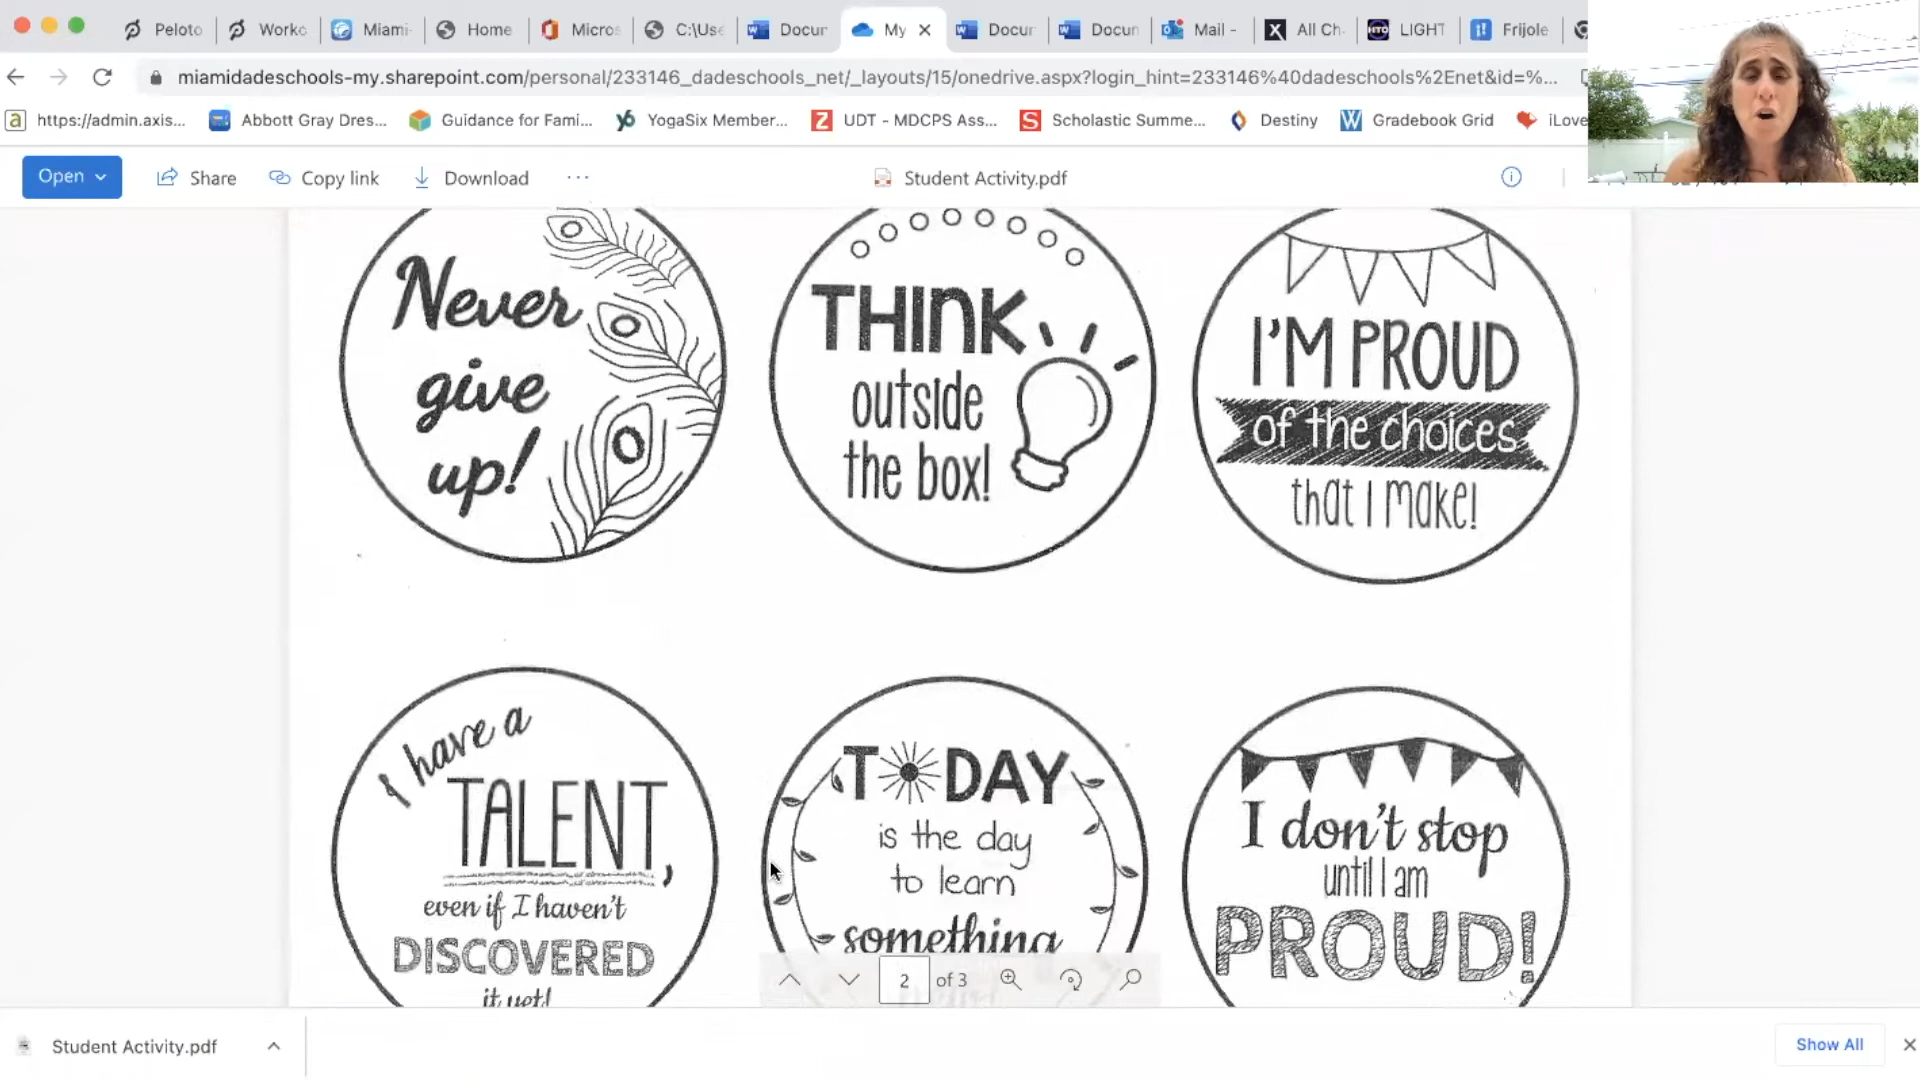 Peloto
Worko
Miami-
Home
Micros
C:\Use
Docur
My
Docur
Docun
Mail -
All Ch
LIGHT
Frijole
miamidadeschools-my.sharepoint.com/personal/233146_dadeschools_net/_layouts/15/onedrive.aspx?login_hint=233146%40dadeschools%2Enet&id=%...
https://admin.axis...
Abbott Gray Dres...
Guidance for Fami...
YogaSix Member...
UDT - MDCPS Ass...
Scholastic Summe...
Destiny
Gradebook Grid
iLove
Open
Share
Copy link
Download
...
Student Activity.pdf
Never
give
up!
THINK
outside
the box!
I'M PROUD
of the choices
that I make!
I have a
TALENT,
even if I haven't
DISCOVERED
it yet!
TODAY
is the day
to learn
something
I don't stop
until I am
PROUD!
2 of 3
Student Activity.pdf
Show All